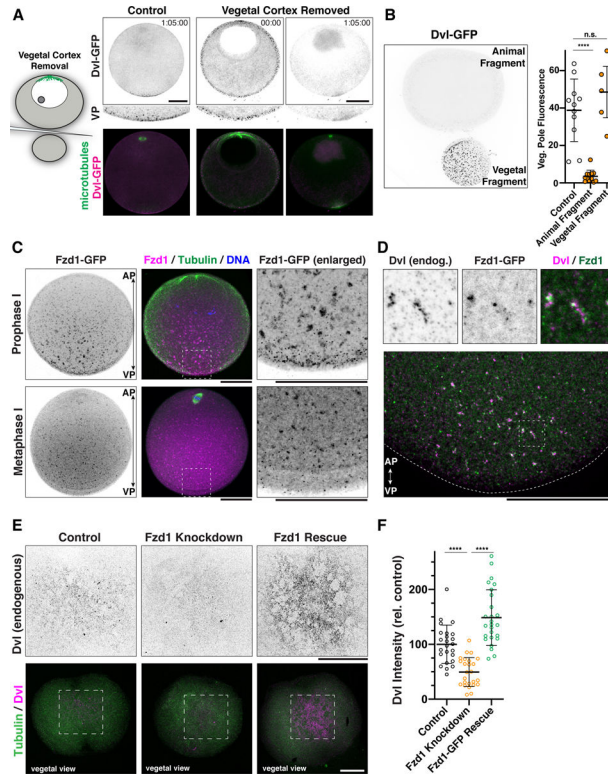 A
Control
Vegetal Cortex Removed
Vegetal Cortex
Removal
Dvl-GFP
1:05:00
00:00
1:05:00
VP
microtubules
Dvl-GFP
B
Dvl-GFP
Animal
Fragment
Vegetal
Fragment
n.s.
****
Veg. Pole Fluorescence
60
40
20
0
Control
Animal Fragment
Vegetal Fragment
C
Fzd1-GFP
Fzd1 / Tubulin / DNA
Fzd1-GFP (enlarged)
Prophase I
AP
VP
Metaphase I
AP
VP
D
Dvl (endog.)
Fzd1-GFP
Dvl / Fzd1
AP
VP
E
Control
Fzd1 Knockdown
Fzd1 Rescue
Dvl (endogenous)
Tubulin / Dvl
vegetal view
vegetal view
vegetal view
F
**** ****
Dvl Intensity (rel. control)
250
200
150
100
50
0
Control
Fzd1 Knockdown
Fzd1-GFP Rescue